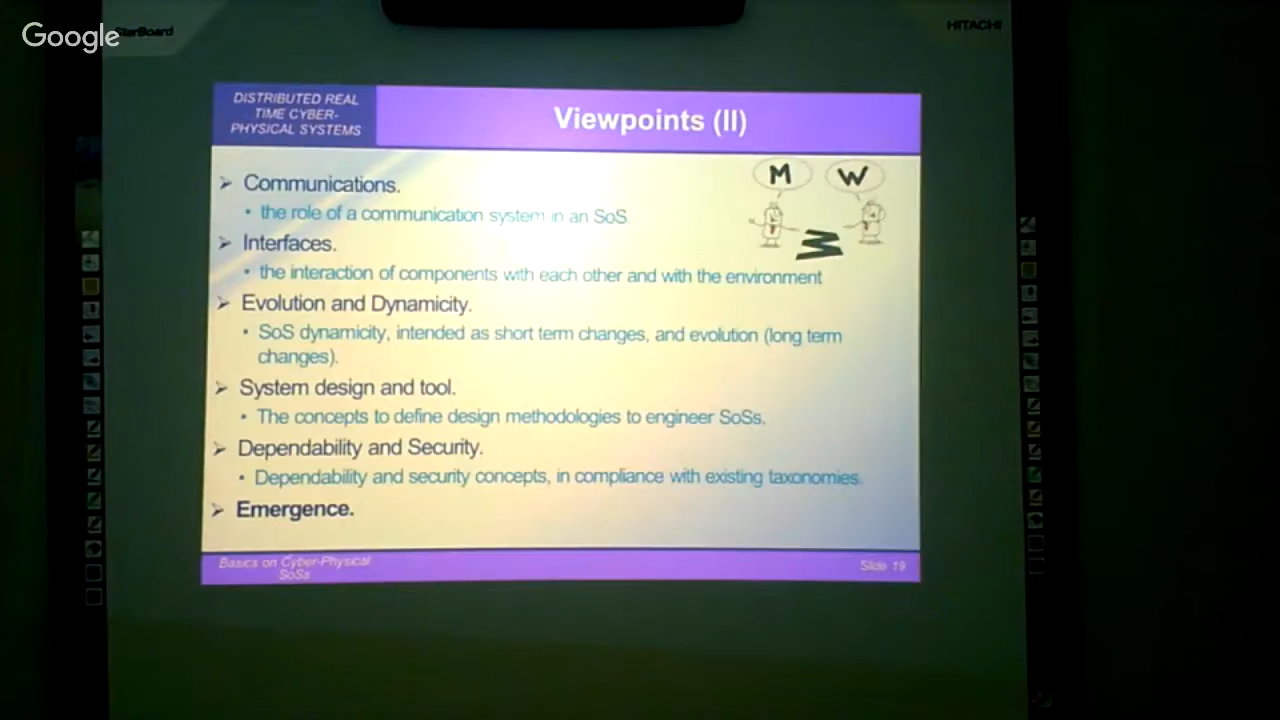 Google
StarBoard
HITACHI
DISTRIBUTED REAL
TIME CYBER-
PHYSICAL SYSTEMS
Viewpoints (II)
M
W
➢ Communications.
• the role of a communication system in an SoS.
➢ Interfaces.
• the interaction of components with each other and with the environment
➢ Evolution and Dynamicity.
• SoS dynamicity, intended as short term changes, and evolution (long term
changes).
➢ System design and tool.
• The concepts to define design methodologies to engineer SoSs.
➢ Dependability and Security.
• Dependability and security concepts, in compliance with existing taxonomies.
➢ Emergence.
Basics on Cyber-Physical
SoSs
Slide 19